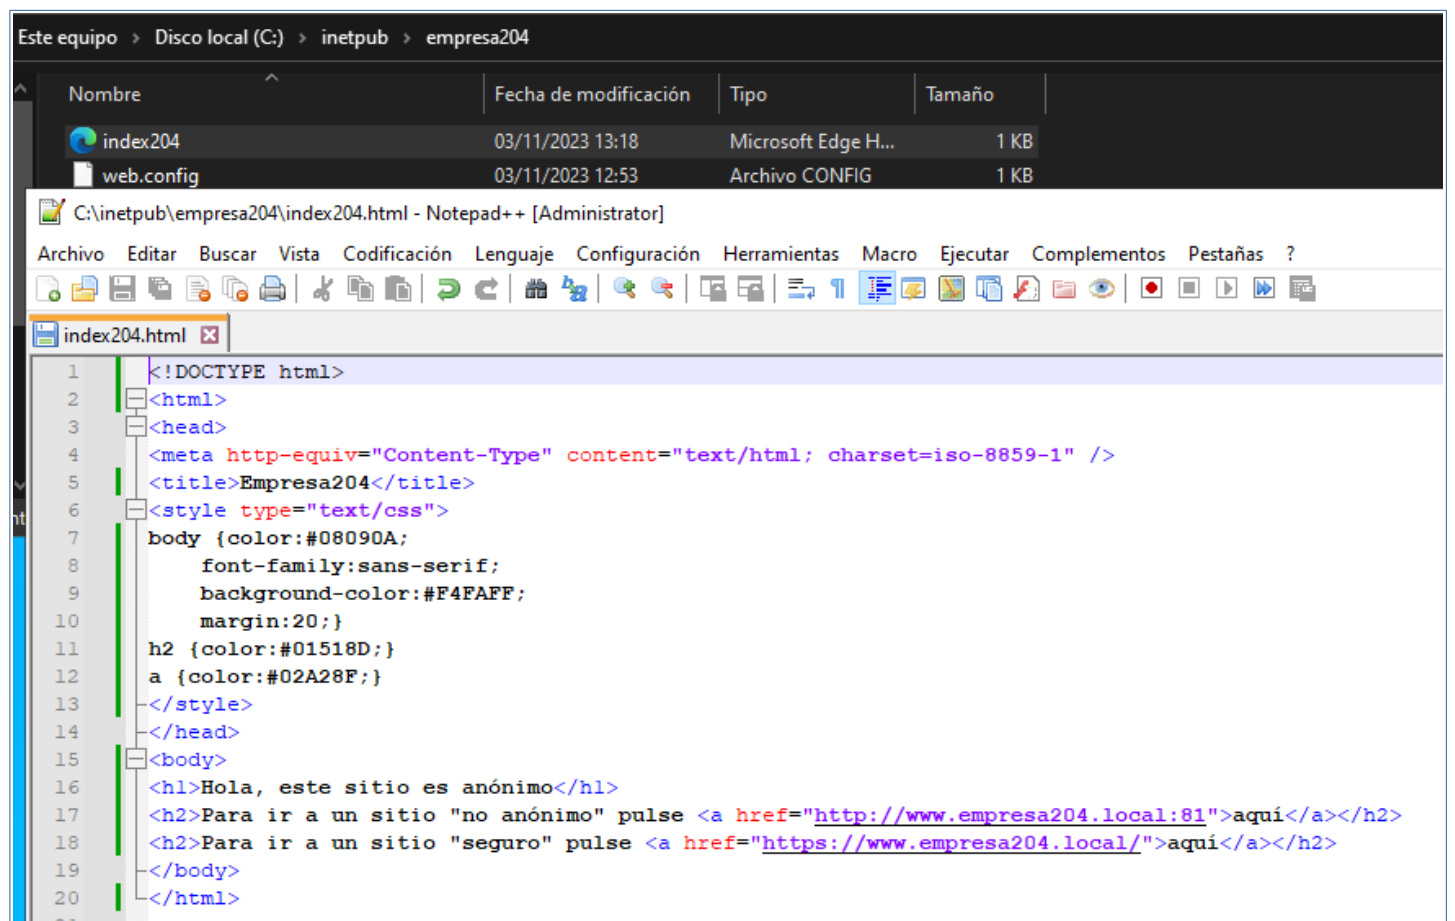 Este equipo > Disco local (C:) > inetpub > empresa204
Nombre Fecha de modificación Tipo Tamaño
index204 03/11/2023 13:18 Microsoft Edge H... 1 KB
web.config 03/11/2023 12:53 Archivo CONFIG 1 KB
C:\inetpub\empresa204\index204.html - Notepad++ [Administrator]
Archivo Editar Buscar Vista Codificación Lenguaje Configuración Herramientas Macro Ejecutar Complementos Pestañas ?
index204.html
1 <!DOCTYPE html>
2 <html>
3 <head>
4 <meta http-equiv="Content-Type" content="text/html; charset=iso-8859-1" />
5 <title>Empresa204</title>
6 <style type="text/css">
7 body {color:#08090A;
8 font-family:sans-serif;
9 background-color:#F4FAFF;
10 margin:20;}
11 h2 {color:#01518D;}
12 a {color:#02A28F;}
13 </style>
14 </head>
15 <body>
16 <h1>Hola, este sitio es anónimo</h1>
17 <h2>Para ir a un sitio "no anónimo" pulse <a href="http://www.empresa204.local:81">aquí</a></h2>
18 <h2>Para ir a un sitio "seguro" pulse <a href="https://www.empresa204.local/">aquí</a></h2>
19 </body>
20 </html>